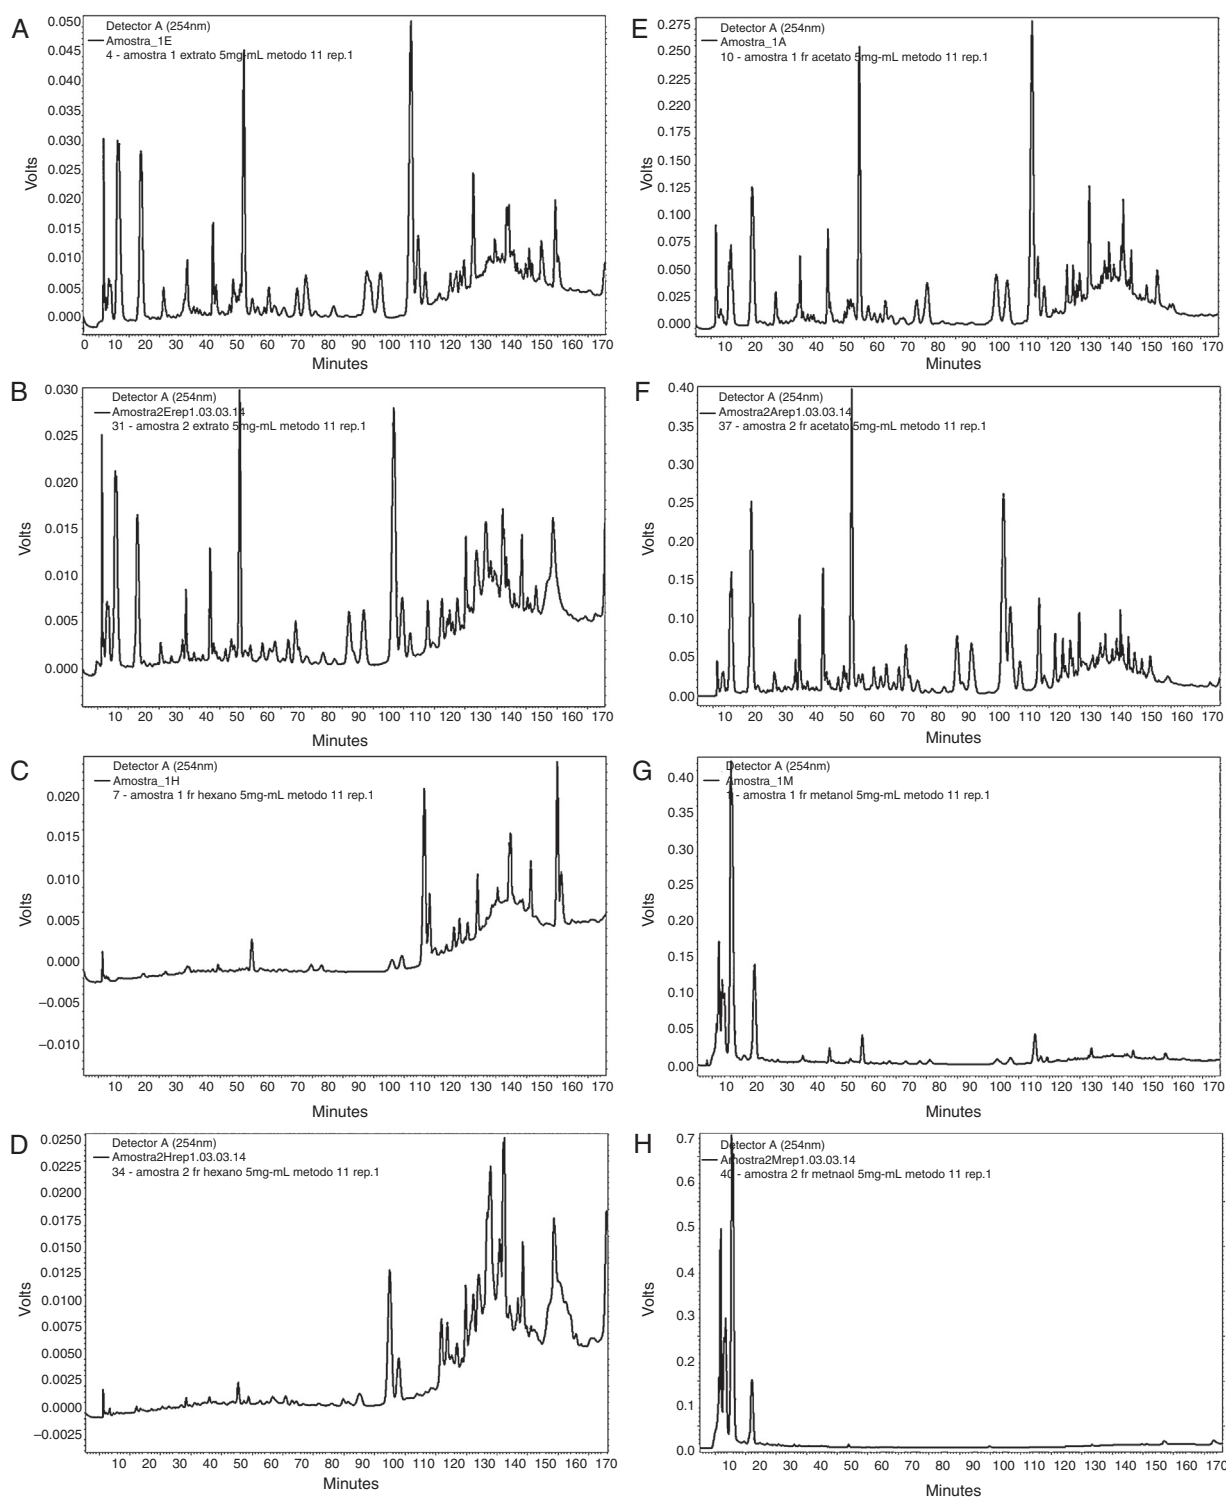 A
Detector A (254nm)
Amostra_1E
4 - amostra 1 extrato 5mg-mL metodo 11 rep.1
0.050
0.045
0.040
0.035
0.030
0.025
0.020
0.015
0.010
0.005
0.000
Volts
10 20 30 40 50 60 70 80 90 100 110 120 130 140 150 160 170
Minutes
B
Detector A (254nm)
Amostra2Erep1.03.03.14
31 - amostra 2 extrato 5mg-mL metodo 11 rep.1
0.030
0.025
0.020
0.015
0.010
0.005
0.000
Volts
10 20 30 40 50 60 70 80 90 100 110 120 130 140 150 160 170
Minutes
C
Detector A (254nm)
Amostra_1H
7 - amostra 1 fr hexano 5mg-mL metodo 11 rep.1
0.020
0.015
0.010
0.005
0.000
−0.005
−0.010
Volts
10 20 30 40 50 60 70 80 90 100 110 120 130 140 150 160 170
Minutes
D
Detector A (254nm)
Amostra2Hrep1.03.03.14
34 - amostra 2 fr hexano 5mg-mL metodo 11 rep.1
0.0250
0.0225
0.0200
0.0175
0.0150
0.0125
0.0100
0.0075
0.0050
0.0025
0.0000
−0.0025
Volts
10 20 30 40 50 60 70 80 90 100 110 120 130 140 150 160 170
Minutes
E
Detector A (254nm)
Amostra_1A
10 - amostra 1 fr acetato 5mg-mL metodo 11 rep.1
0.275
0.250
0.225
0.220
0.175
0.150
0.125
0.100
0.075
0.050
0.025
0.000
Volts
10 20 30 40 50 60 70 80 90 100 110 120 130 140 150 160 170
Minutes
F
Detector A (254nm)
Amostra2Arep1.03.03.14
37 - amostra 2 fr acetato 5mg-mL metodo 11 rep.1
0.40
0.35
0.30
0.25
0.20
0.15
0.10
0.05
0.00
Volts
10 20 30 40 50 60 70 80 90 100 110 120 130 140 150 160 170
Minutes
G
Detector A (254nm)
Amostra_1M
- amostra 1 fr metanol 5mg-mL metodo 11 rep.1
0.40
0.35
0.30
0.25
0.20
0.15
0.10
0.05
0.00
Volts
10 20 30 40 50 60 70 80 90 100 110 120 130 140 150 160 170
Minutes
H
Detector A (254nm)
Amostra2Mrep1.03.03.14
40 - amostra 2 fr metnaol 5mg-mL metodo 11 rep.1
0.7
0.6
0.5
0.4
0.3
0.2
0.1
0.0
Volts
10 20 30 40 50 60 70 80 90 100 110 120 130 140 150 160 170
Minutes